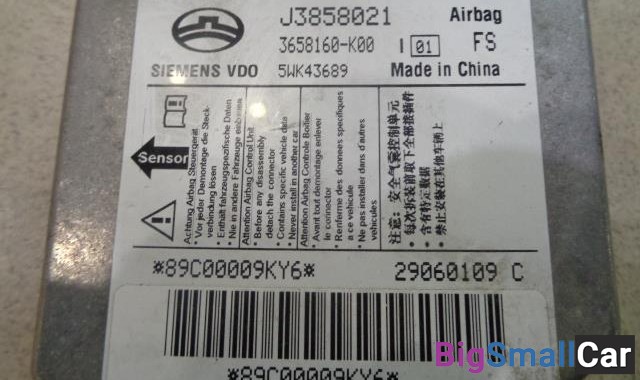 J3858021 Airbag
3658160-K00 I 01 FS
SIEMENS VDO 5WK43689 Made in China
Sensor
Achtung Airbag Steuergerät
• Vor jeder Demontage die Steck-
verbindung lösen
• Enthält fahrzeugspezifische Daten
• Nie in andere Fahrzeuge einbauen
Attention Airbag Control Unit
• Before any disassembly
detach the connector
• Contains specific vehicle data
• Never install in another car
Attention Airbag Controle Boitier
• Avant tout demontage enlever
le connector
• Renferme des donnees specifiques
a ce vehicule
• Ne pas installer dans d'autres
vehicules
注意：安全气囊控制单元
• 每次拆装前取下全部接插件
• 含有特定数据
• 禁止安装在其他车辆上
*89C00009KY6* 29060109 C
*89C00009KY6*
BigSmallCar